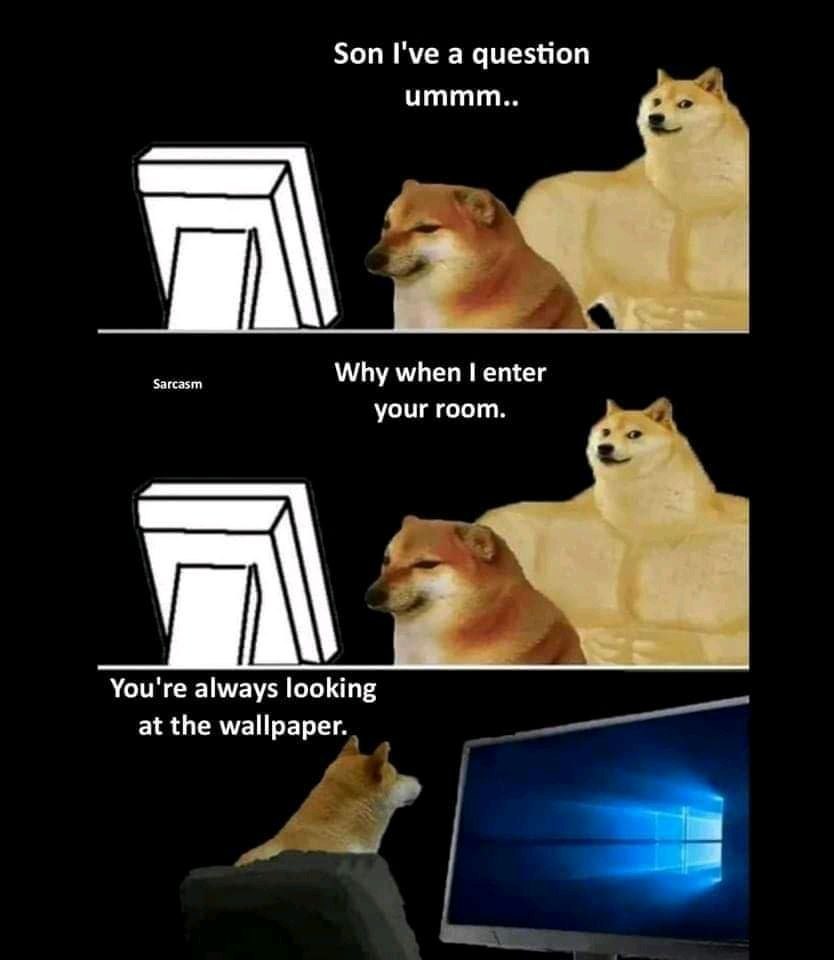 Son I've a question
ummm..
Sarcasm
Why when I enter
your room.
You're always looking
at the wallpaper.